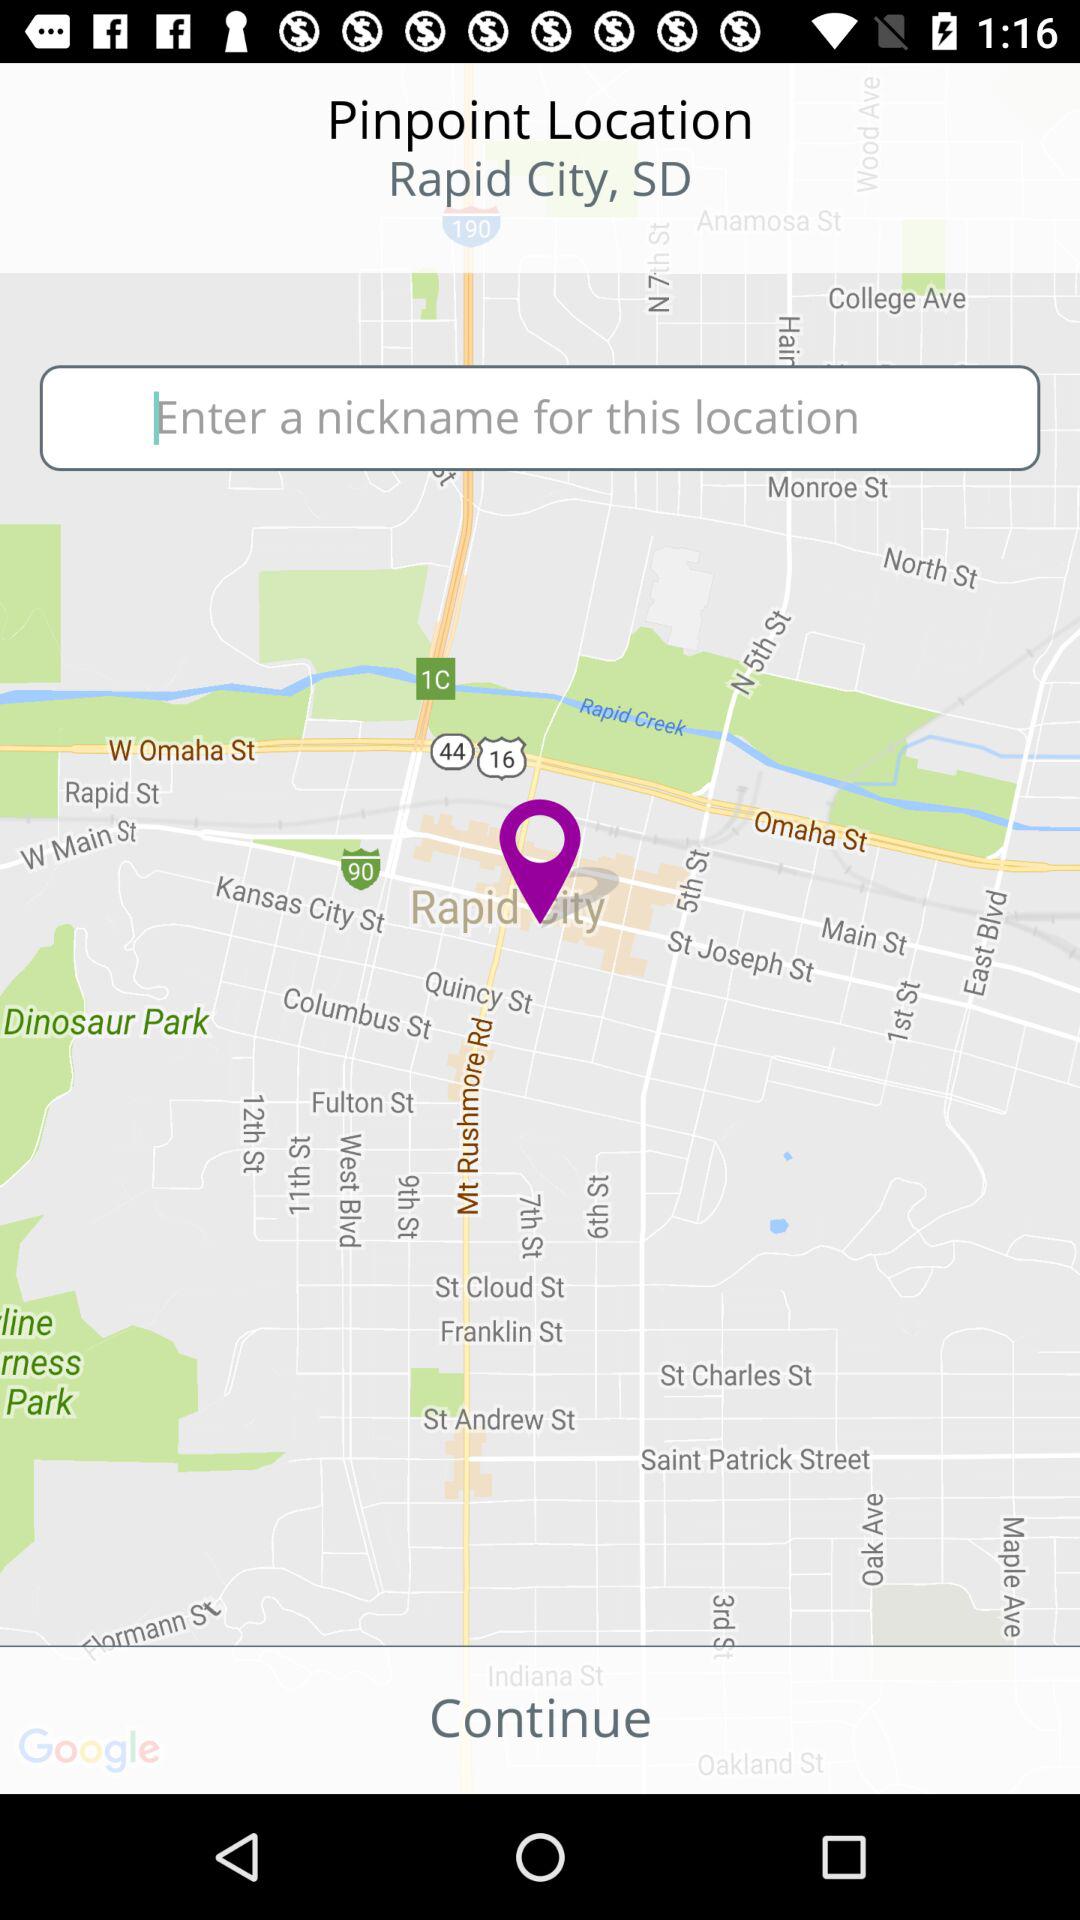 1:16
Pinpoint Location
Rapid City, SD
Wood Ave
190
Anamosa St
N 7th St
College Ave
Enter a nickname for this location
Monroe St
North St
N 5th St
1C
Rapid Creek
W Omaha St
44
16
Rapid St
W Main St
Omaha St
90
Kansas City St
Rapid City
5th St
Main St
St Joseph St
East Blvd
Quincy St
Columbus St
1st St
Dinosaur Park
Mt Rushmore Rd
Fulton St
12th St
11th St
West Blvd
9th St
7th St
6th St
St Cloud St
Franklin St
line
rness
Park
St Charles St
St Andrew St
Saint Patrick Street
Oak Ave
Maple Ave
3rd St
Flormann St
Indiana St
Continue
Google
Oakland St